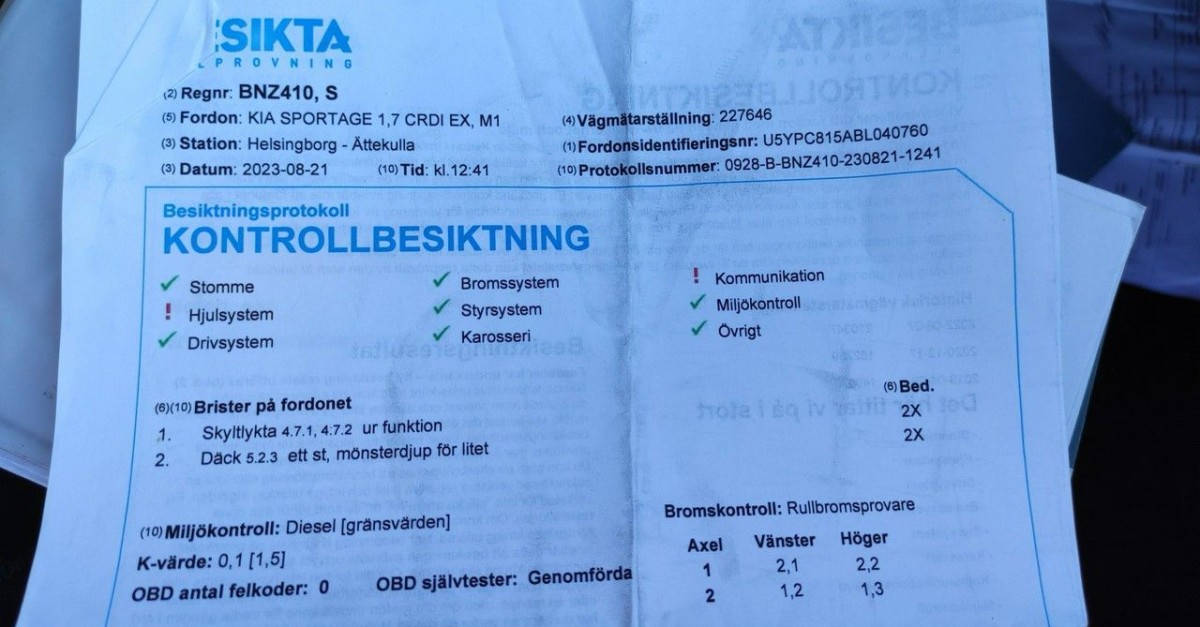 ESIKTA
LPROVNING
(2) Regnr: BNZ410, S
(5) Fordon: KIA SPORTAGE 1,7 CRDI EX, M1
(4) Vägmätarställning: 227646
(3) Station: Helsingborg - Ättekulla
(1) Fordonsidentifieringsnr: U5YPC815ABL040760
(3) Datum: 2023-08-21 (10) Tid: kl.12:41
(10) Protokollsnummer: 0928-B-BNZ410-230821-1241
Besiktningsprotokoll
KONTROLLBESIKTNING
Stomme
Bromssystem
! Kommunikation
! Hjulsystem
Styrsystem
Miljökontroll
Drivsystem
Karosseri
Övrigt
(6)(10) Brister på fordonet
(6) Bed.
1. Skyltlykta 4.7.1, 4.7.2 ur funktion 2X
2. Däck 5.2.3 ett st, mönsterdjup för litet 2X
(10) Miljökontroll: Diesel [gränsvärden]
K-värde: 0,1 [1,5]
OBD antal felkoder: 0 OBD självtester: Genomförda
Bromskontroll: Rullbromsprovare
Axel Vänster Höger
1 2,1 2,2
2 1,2 1,3